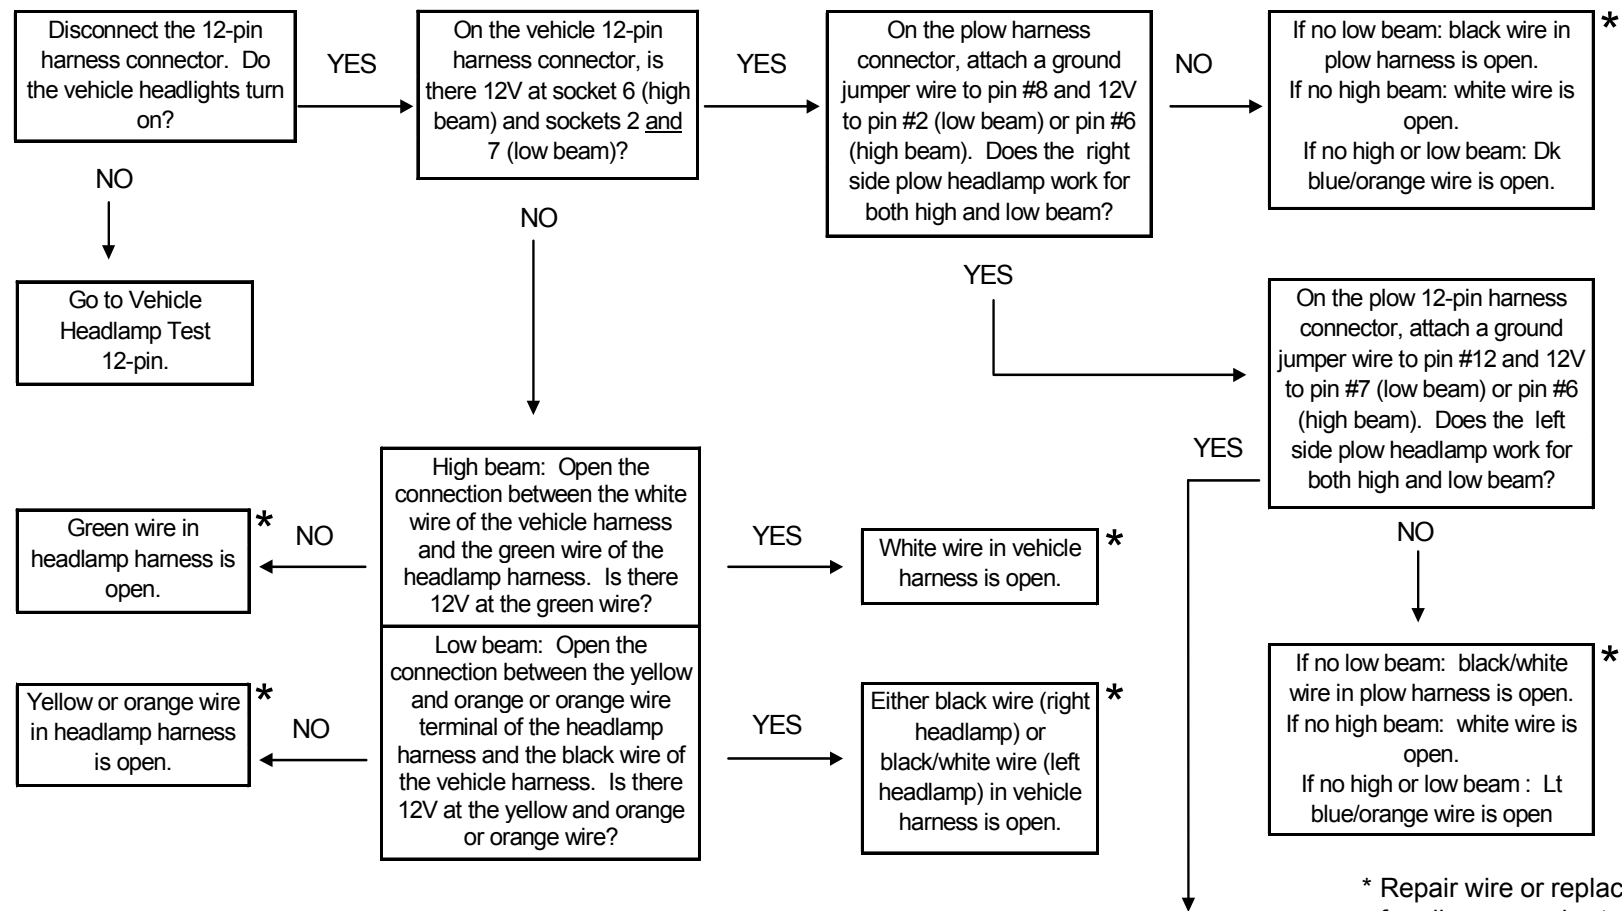 Disconnect the 12-pin
harness connector. Do
the vehicle headlights turn
on?
YES
On the vehicle 12-pin
harness connector, is
there 12V at socket 6 (high
beam) and sockets 2 and
7 (low beam)?
YES
On the plow harness
connector, attach a ground
jumper wire to pin #8 and 12V
to pin #2 (low beam) or pin #6
(high beam). Does the right
side plow headlamp work for
both high and low beam?
NO
If no low beam: black wire in
plow harness is open.
If no high beam: white wire is
open.
If no high or low beam: Dk
blue/orange wire is open.
*
NO
NO
YES
Go to Vehicle
Headlamp Test
12-pin.
On the plow 12-pin harness
connector, attach a ground
jumper wire to pin #12 and 12V
to pin #7 (low beam) or pin #6
(high beam). Does the left
side plow headlamp work for
both high and low beam?
YES
NO
Green wire in
headlamp harness is
open.
*
NO
High beam: Open the
connection between the white
wire of the vehicle harness
and the green wire of the
headlamp harness. Is there
12V at the green wire?
YES
White wire in vehicle
harness is open.
*
Yellow or orange wire
in headlamp harness
is open.
*
NO
Low beam: Open the
connection between the yellow
and orange or orange wire
terminal of the headlamp
harness and the black wire of
the vehicle harness. Is there
12V at the yellow and orange
or orange wire?
YES
Either black wire (right
headlamp) or
black/white wire (left
headlamp) in vehicle
harness is open.
*
If no low beam: black/white
wire in plow harness is open.
If no high beam: white wire is
open.
If no high or low beam : Lt
blue/orange wire is open
*
* Repair wire or replac